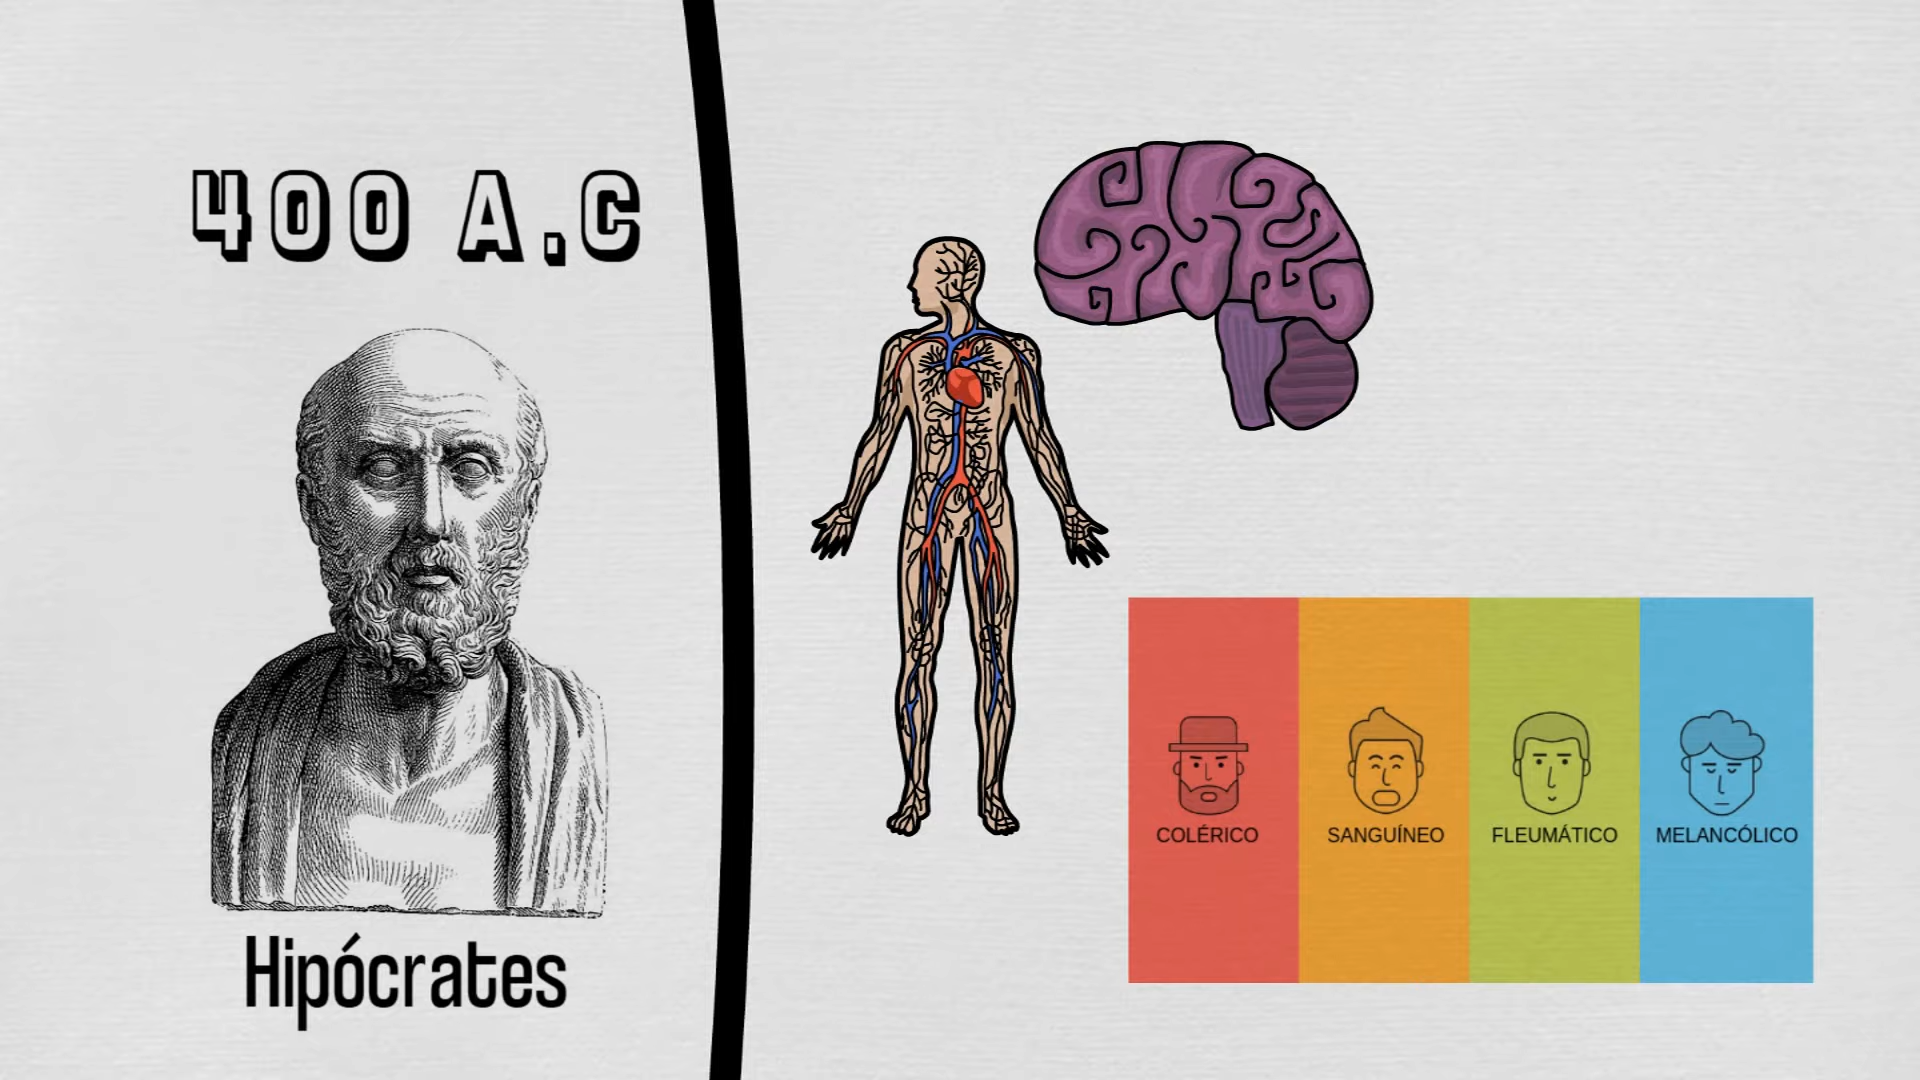 400 A.C
Hipócrates
COLÉRICO
SANGUÍNEO
FLEUMÁTICO
MELANCÓLICO